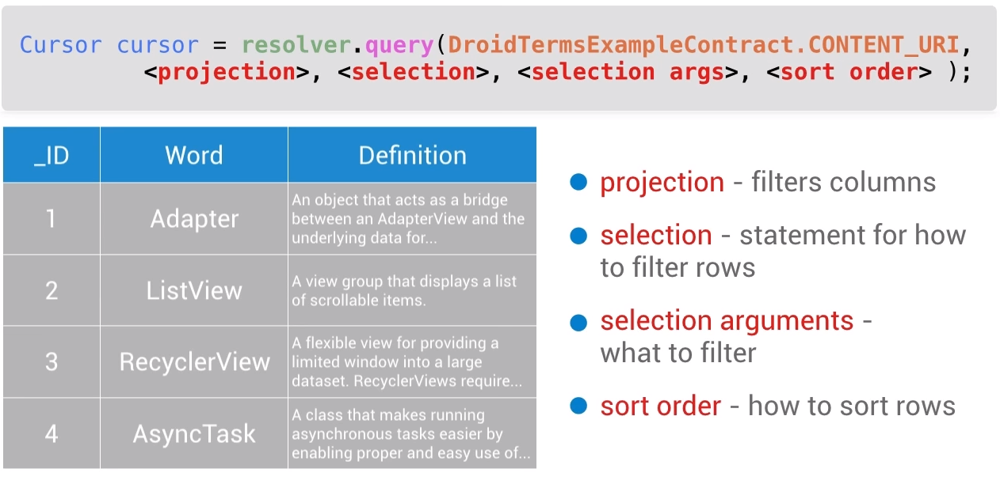 Cursor cursor = resolver.query(DroidTermsExampleContract.CONTENT_URI,
<projection>, <selection>, <selection args>, <sort order> );
_ID Word Definition
1 Adapter An object that acts as a bridge
between an AdapterView and the
underlying data for...
2 ListView A view group that displays a list
of scrollable items.
3 RecyclerView A flexible view for providing a
limited window into a large
dataset. RecyclerViews require...
4 AsyncTask A class that makes running
asynchronous tasks easier by
enabling proper and easy use of...
projection - filters columns
selection - statement for how
to filter rows
selection arguments -
what to filter
sort order - how to sort rows